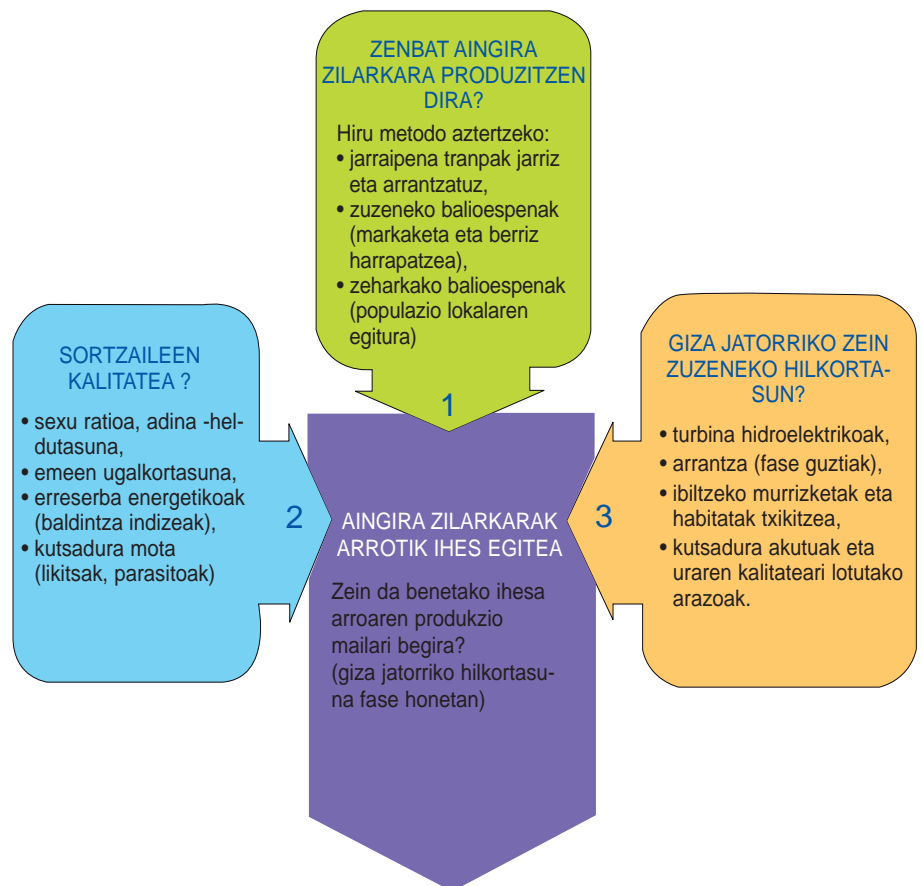 ZENBAT AINGIRA
ZILARKARA PRODUZITZEN
DIRA?
Hiru metodo aztertzeko:
• jarraipena tranpak jarriz
eta arrantzatuz,
• zuzeneko balioespenak
(markaketa eta berriz
harrapatzea),
• zeharkako balioespenak
(populazio lokalaren
egitura)
1
SORTZAILEEN
KALITATEA ?
• sexu ratioa, adina -hel-
dutasuna,
• emeen ugalkortasuna,
• erreserba energetikoak
(baldintza indizeak),
• kutsadura mota
(likitsak, parasitoak)
2
GIZA JATORRIKO ZEIN
ZUZENEKO HILKORTA-
SUN?
• turbina hidroelektrikoak,
• arrantza (fase guztiak),
• ibiltzeko murrizketak eta
habitatak txikitzea,
• kutsadura akutuak eta
uraren kalitateari lotutako
arazoak.
3
AINGIRA ZILARKARAK
ARROTIK IHES EGITEA
Zein da benetako ihesa
arroaren produkzio
mailari begira?
(giza jatorriko hilkortasu-
na fase honetan)